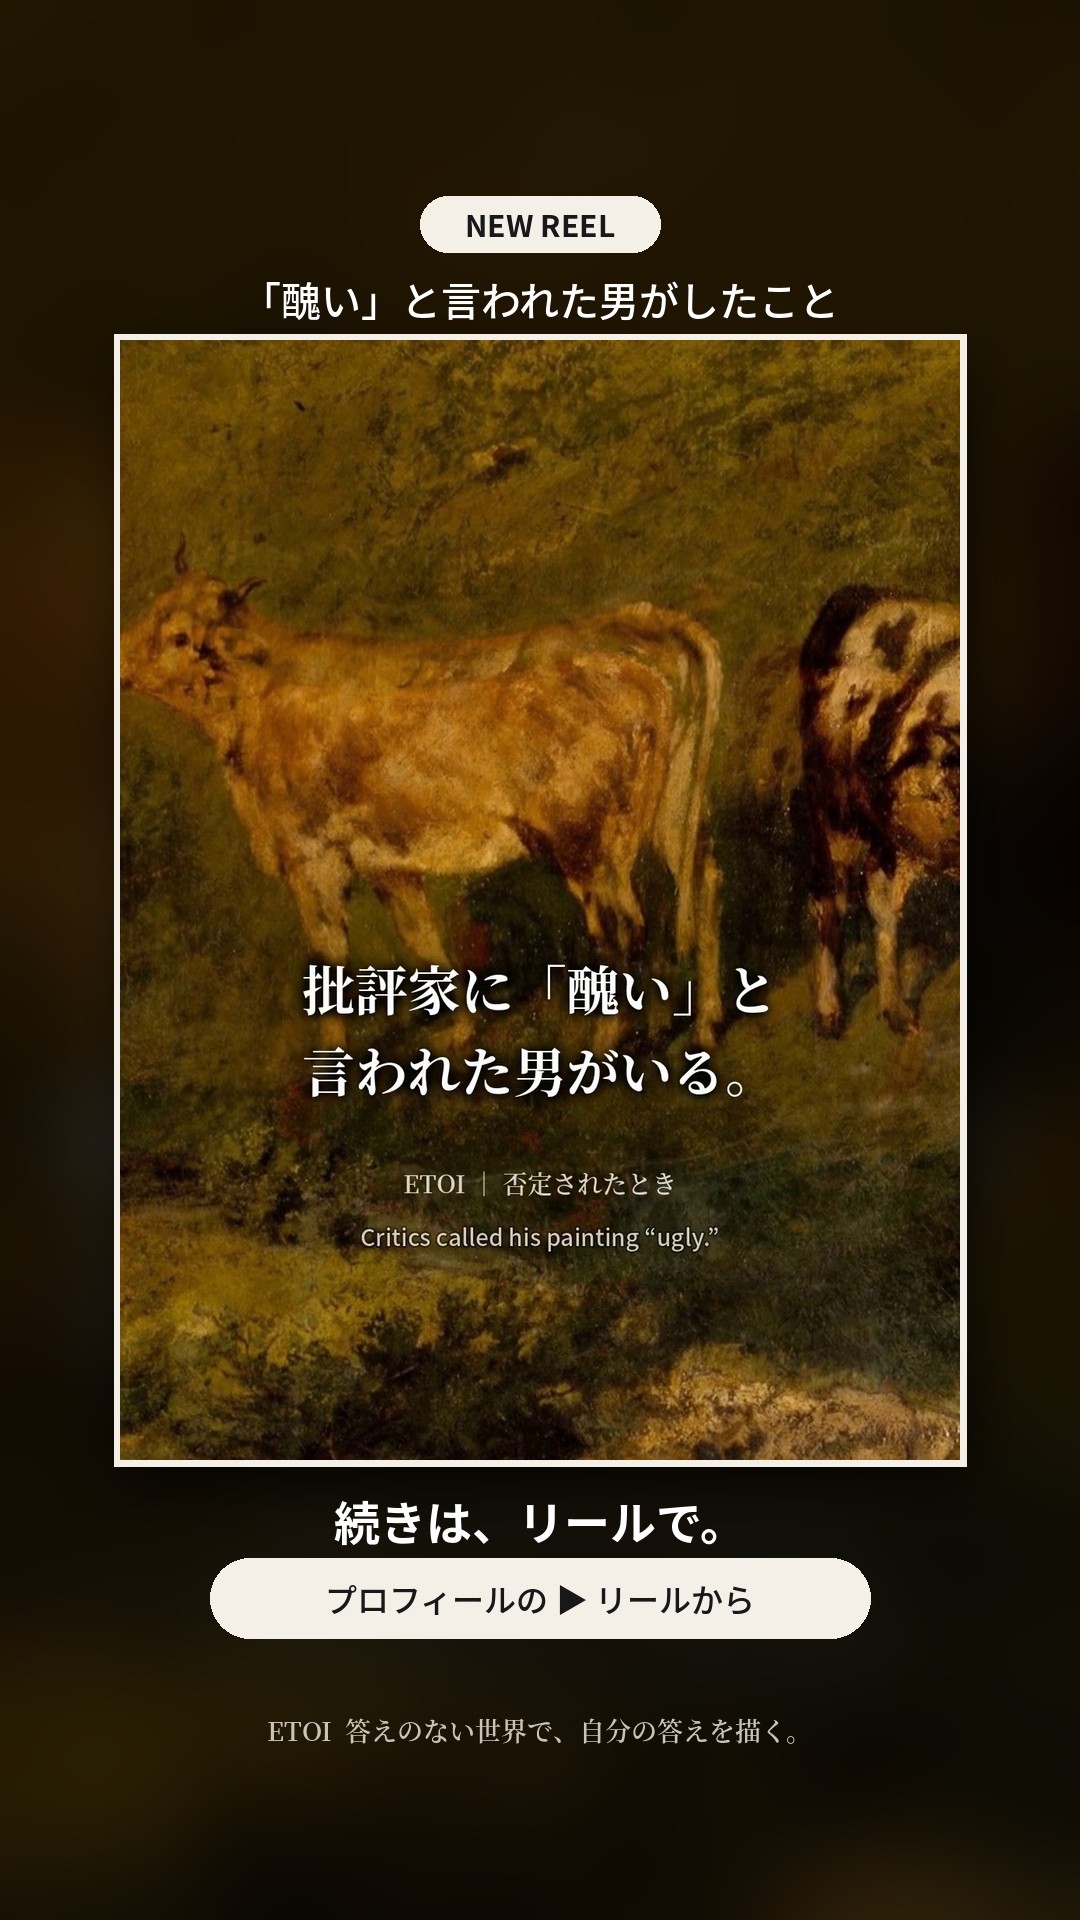 NEW REEL
「醜い」と言われた男がしたこと
批評家に「醜い」と
言われた男がいる。
ETOI｜否定されたとき
Critics called his painting “ugly.”
続きは、リールで。
プロフィールの ▶ リールから
ETOI 答えのない世界で、自分の答えを描く。